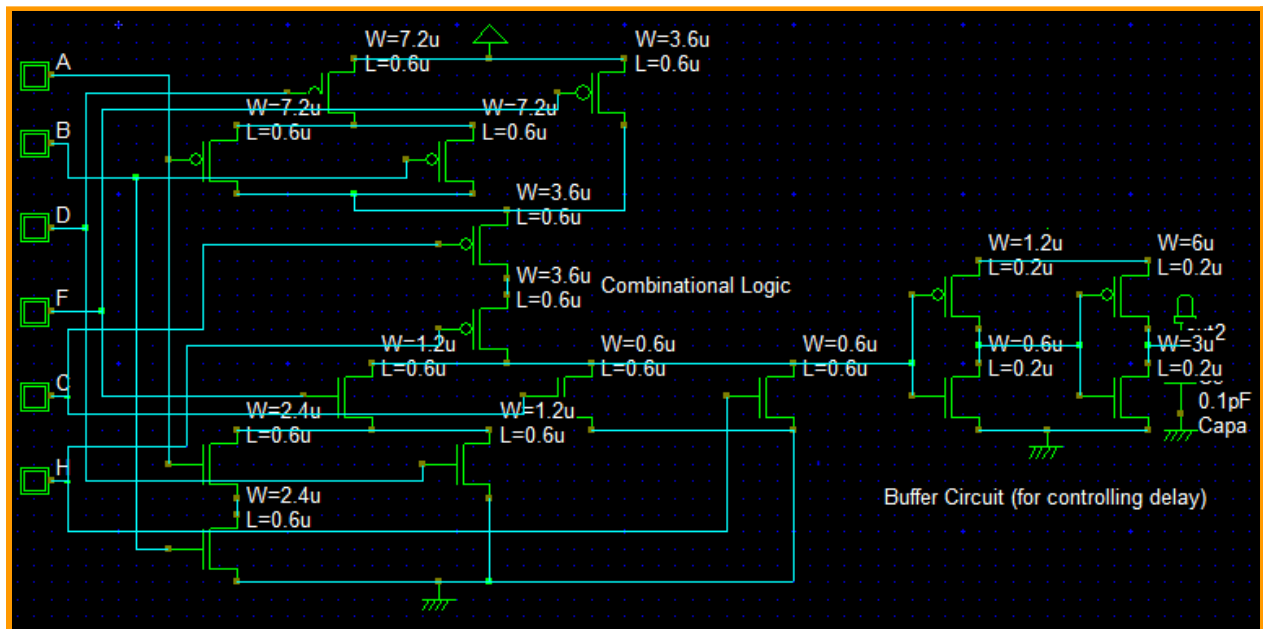 W=7.2u
L=0.6u
W=3.6u
L=0.6u
A
W=7.2u
L=0.6u
W=7.2u
L=0.6u
B
W=3.6u
L=0.6u
D
W=1.2u
L=0.2u
W=6u
L=0.2u
W=3.6u
L=0.6u
Combinational Logic
F
W=1.2u
L=0.6u
W=0.6u
L=0.6u
W=0.6u
L=0.6u
W=0.6u
L=0.2u
W=3u
L=0.2u
C
0.1pF
Capa
W=2.4u
L=0.6u
W=1.2u
L=0.6u
H
W=2.4u
L=0.6u
Buffer Circuit (for controlling delay)